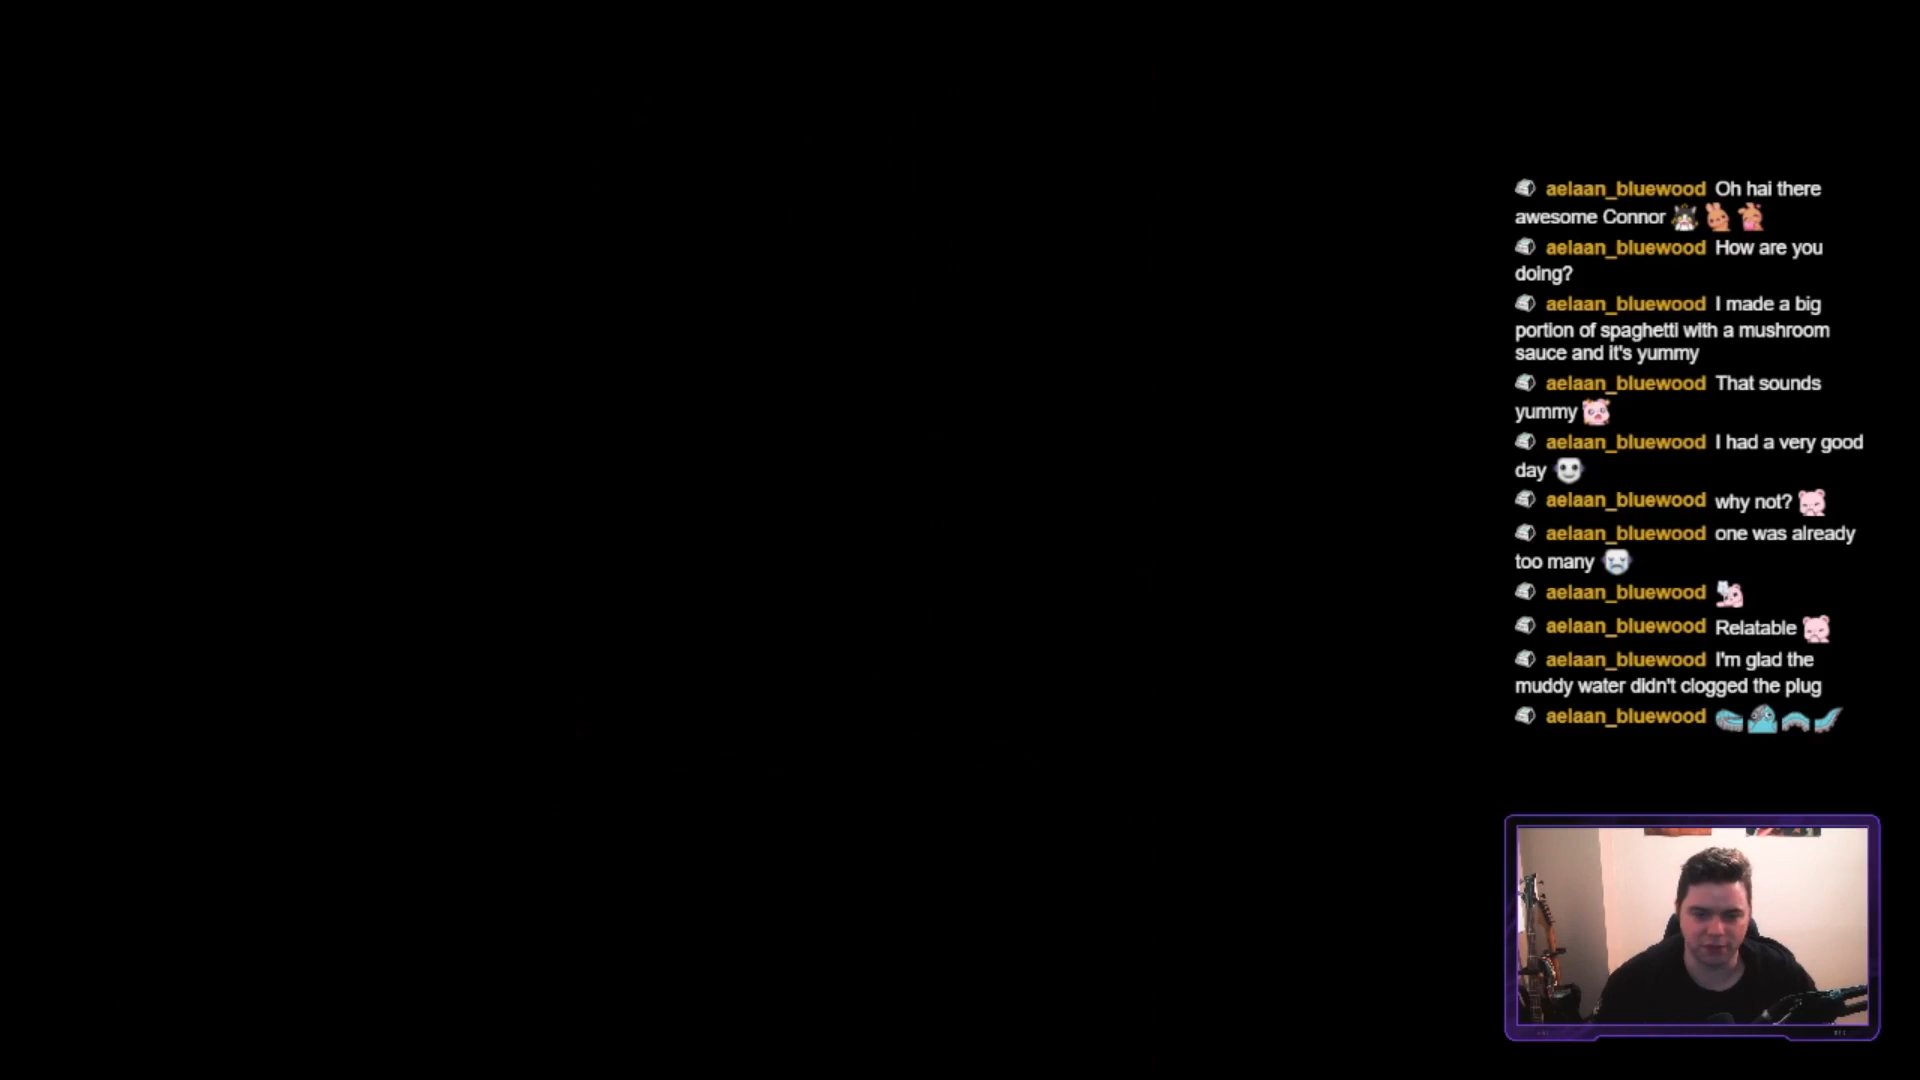 aelaan_bluewood Oh hai there
awesome Connor
aelaan_bluewood How are you
doing?
aelaan_bluewood I made a big
portion of spaghetti with a mushroom
sauce and it's yummy
aelaan_bluewood That sounds
yummy
aelaan_bluewood I had a very good
day
aelaan_bluewood why not?
aelaan_bluewood one was already
too many
aelaan_bluewood
aelaan_bluewood Relatable
aelaan_bluewood I'm glad the
muddy water didn't clogged the plug
aelaan_bluewood